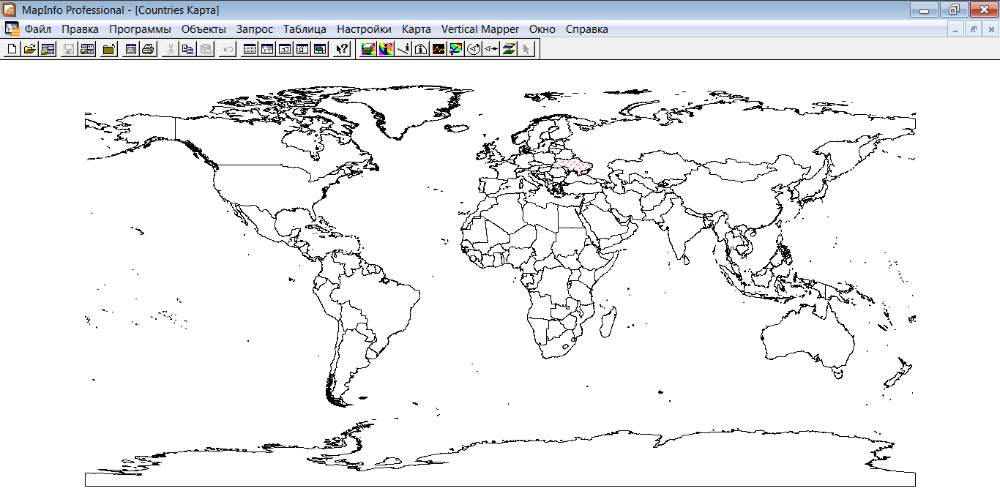 MapInfo Professional - [Countries Карта]
Файл Правка Программы Объекты Запрос Таблица Настройки Карта Vertical Mapper Окно Справка